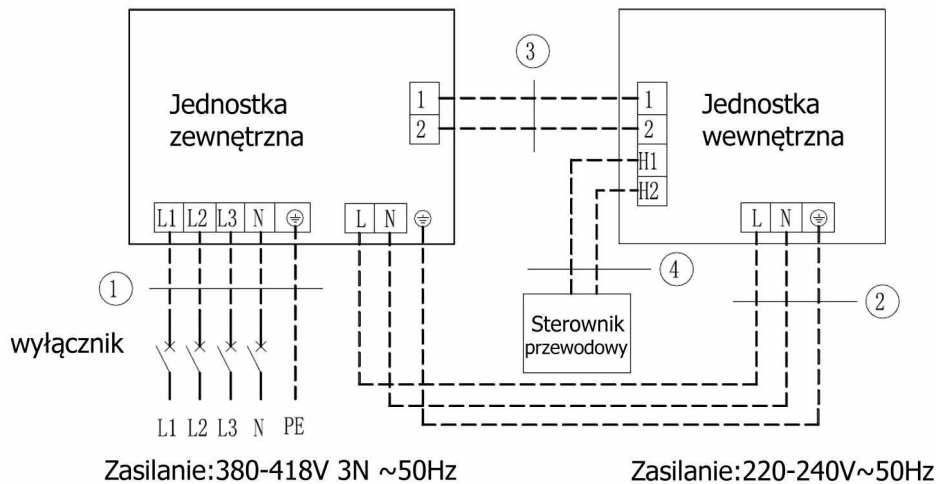 3
Jednostka
zewnętrzna
1
2
1
2
H1
H2
Jednostka
wewnętrzna
L1 L2 L3 N
L N
L N
1
4
2
wyłącznik
Sterownik
przewodowy
L1 L2 L3 N PE
Zasilanie:380-418V 3N ~50Hz
Zasilanie:220-240V~50Hz